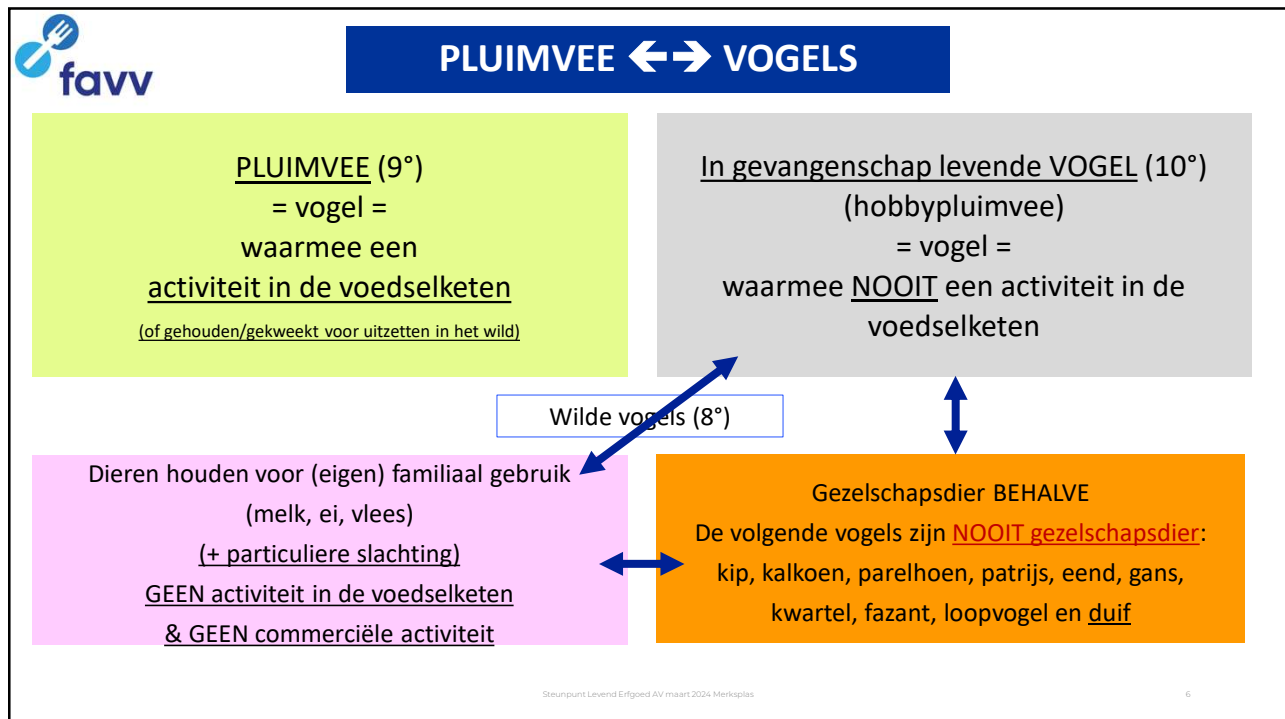 favv
PLUIMVEE ←→ VOGELS
PLUIMVEE (9°)
= vogel =
waarmee een
activiteit in de voedselketen
(of gehouden/gekweekt voor uitzetten in het wild)
In gevangenschap levende VOGEL (10°)
(hobbypluimvee)
= vogel =
waarmee NOOIT een activiteit in de
voedselketen
Wilde vogels (8°)
Dieren houden voor (eigen) familiaal gebruik
(melk, ei, vlees)
(+ particuliere slachting)
GEEN activiteit in de voedselketen
& GEEN commerciële activiteit
Gezelschapsdier BEHALVE
De volgende vogels zijn NOOIT gezelschapsdier:
kip, kalkoen, parelhoen, patrijs, eend, gans,
kwartel, fazant, loopvogel en duif
Steunpunt Levend Erfgoed AV maart 2024 Merksplas
6